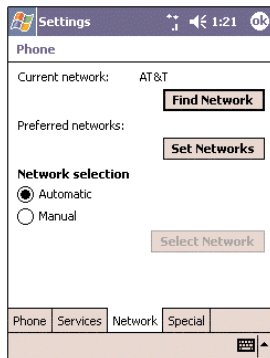 Settings 1:21 ok
Phone
Current network: AT&T
Find Network
Preferred networks:
Set Networks
Network selection
Automatic
Manual
Select Network
Phone Services Network Special